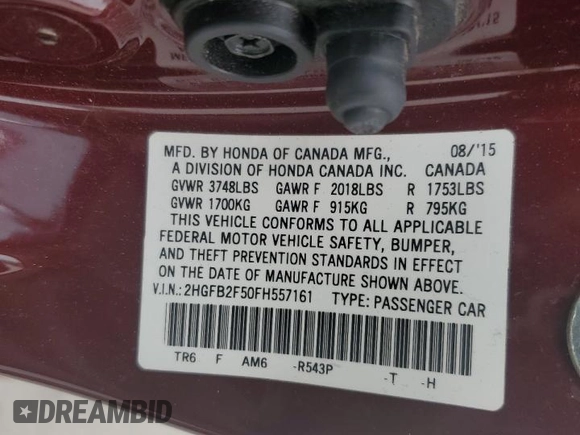 MFD. BY HONDA OF CANADA MFG., 08/'15
A DIVISION OF HONDA CANADA INC. CANADA
GVWR 3748LBS GAWR F 2018LBS R 1753LBS
GVWR 1700KG GAWR F 915KG R 795KG
THIS VEHICLE CONFORMS TO ALL APPLICABLE
FEDERAL MOTOR VEHICLE SAFETY, BUMPER,
AND THEFT PREVENTION STANDARDS IN EFFECT
ON THE DATE OF MANUFACTURE SHOWN ABOVE.
V.I.N.: 2HGFB2F50FH557161 TYPE: PASSENGER CAR
TR6 F AM6 -R543P -T -H
DREAMBID